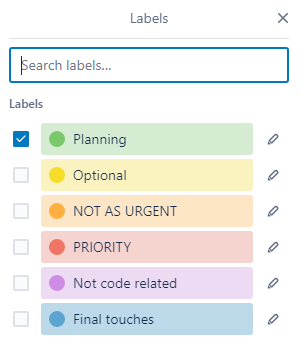 Labels
Search labels...
Labels
Planning
Optional
NOT AS URGENT
PRIORITY
Not code related
Final touches